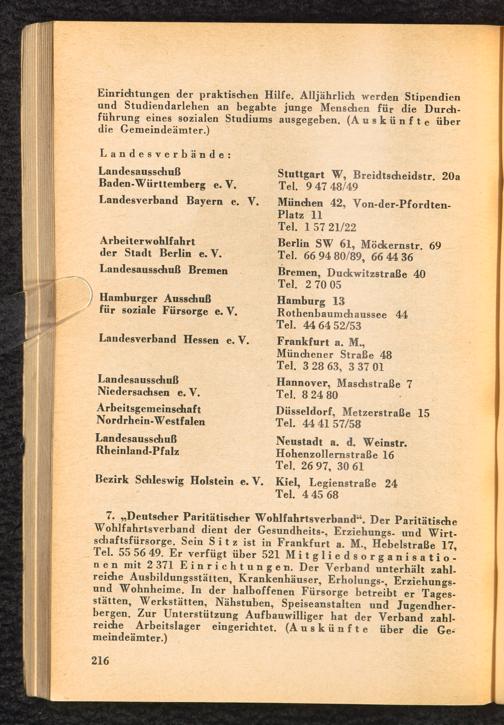 Einrichtungen der praktischen Hilfe. Alljährlich werden Stipendien
und Studiendarlehen an begabte junge Menschen für die Durch-
führung eines sozialen Studiums ausgegeben. (Auskünfte über
die Gemeindeämter.)
Landesverbände:
Landesausschuß
Baden-Württemberg e. V.
Stuttgart W, Breidtscheidstr. 20a
Tel. 9 47 48/49
Landesverband Bayern e. V.
München 42, Von-der-Pfordten-
Platz 11
Tel. 1 57 21/22
Arbeiterwohlfahrt
der Stadt Berlin e. V.
Berlin SW 61, Möckernstr. 69
Tel. 66 94 80/89, 66 44 36
Landesausschuß Bremen
Bremen, Duckwitzstraße 40
Tel. 2 70 05
Hamburger Ausschuß
für soziale Fürsorge e. V.
Hamburg 13
Rothenbaumchaussee 44
Tel. 44 64 52/53
Landesverband Hessen e. V.
Frankfurt a. M.,
Münchener Straße 48
Tel. 3 28 63, 3 37 01
Landesausschuß
Niedersachsen e. V.
Hannover, Maschstraße 7
Tel. 8 24 80
Arbeitsgemeinschaft
Nordrhein-Westfalen
Düsseldorf, Metzerstraße 15
Tel. 44 41 57/58
Landesausschuß
Rheinland-Pfalz
Neustadt a. d. Weinstr.
Hohenzollernstraße 16
Tel. 26 97, 30 61
Bezirk Schleswig Holstein e. V.
Kiel, Legienstraße 24
Tel. 4 45 68
7. „Deutscher Paritätischer Wohlfahrtsverband“. Der Paritätische
Wohlfahrtsverband dient der Gesundheits-, Erziehungs- und Wirt-
schaftsfürsorge. Sein Sitz ist in Frankfurt a. M., Hebelstraße 17,
Tel. 55 56 49. Er verfügt über 521 Mitgliedsorganisatio-
nen mit 2 371 Einrichtungen. Der Verband unterhält zahl-
reiche Ausbildungsstätten, Krankenhäuser, Erholungs-, Erziehungs-
und Wohnheime. In der halboffenen Fürsorge betreibt er Tages-
stätten, Werkstätten, Nähstuben, Speiseanstalten und Jugendher-
bergen. Zur Unterstützung Aufbauwilliger hat der Verband zahl-
reiche Arbeitslager eingerichtet. (Auskünfte über die Ge-
meindeämter.)
216